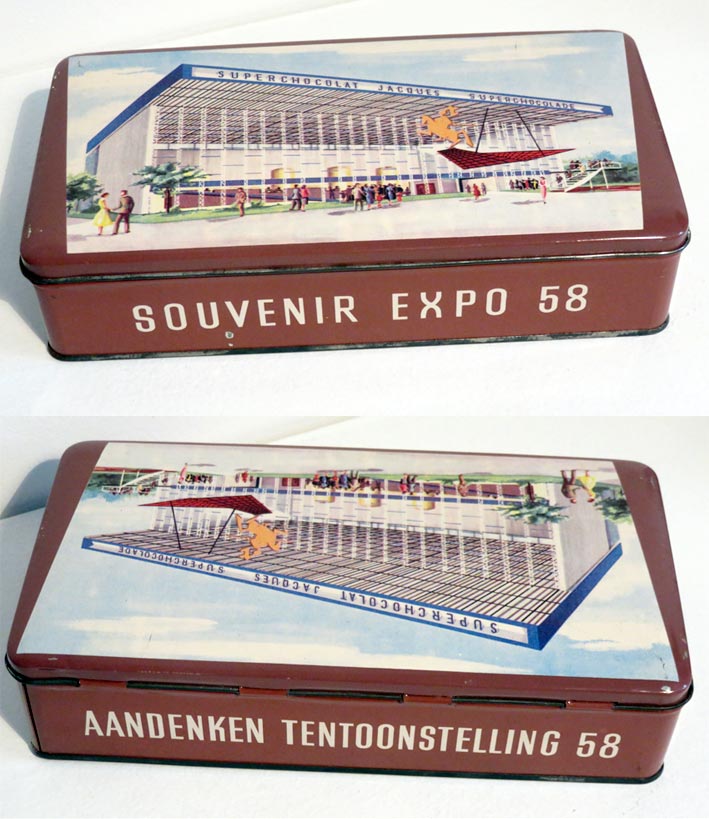 SUPERCHOCOLAT JACQUES SUPERCHOCOLADE
SOUVENIR EXPO 58
SUPERCHOCOLAT JACQUES SUPERCHOCOLADE
AANDENKEN TENTOONSTELLING 58